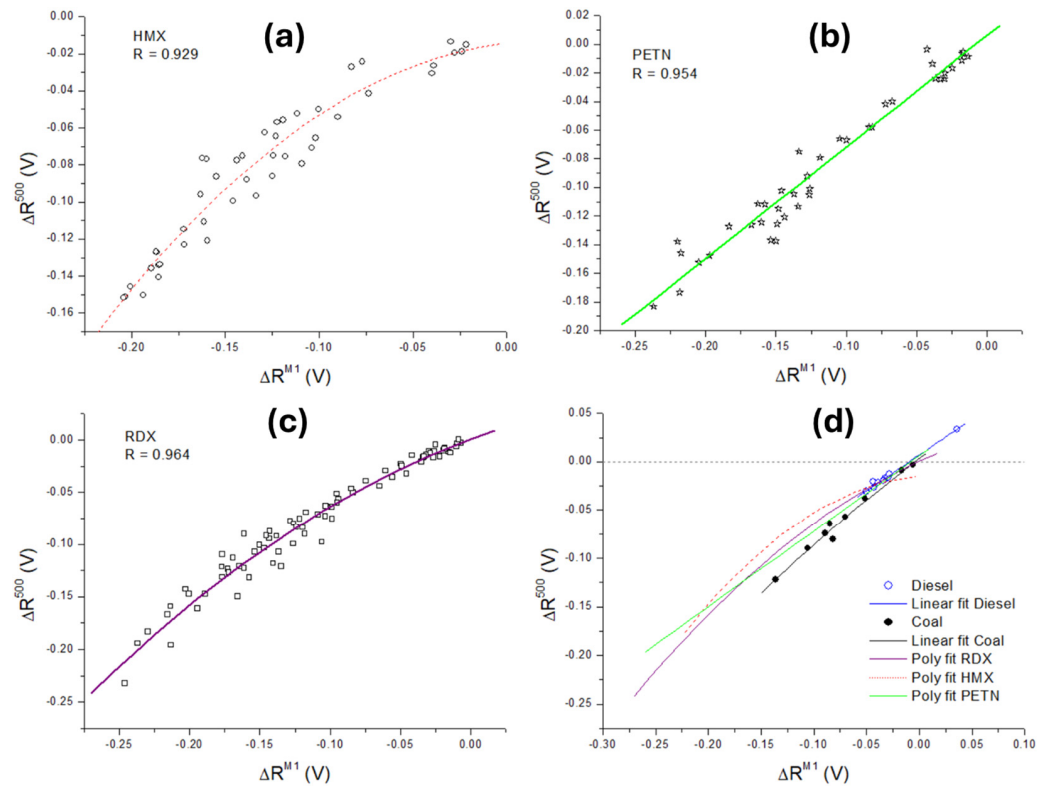 (a)
HMX
R = 0.929
0.00
-0.02
-0.04
-0.06
-0.08
-0.10
-0.12
-0.14
-0.16
ΔR⁵⁰⁰ (V)
-0.20
-0.15
-0.10
-0.05
0.00
ΔRᴹ¹ (V)
(b)
PETN
R = 0.954
0.02
0.00
-0.02
-0.04
-0.06
-0.08
-0.10
-0.12
-0.14
-0.16
-0.18
-0.20
ΔR⁵⁰⁰ (V)
-0.25
-0.20
-0.15
-0.10
-0.05
0.00
ΔRᴹ¹ (V)
(c)
RDX
R = 0.964
0.00
-0.05
-0.10
-0.15
-0.20
-0.25
ΔR⁵⁰⁰ (V)
-0.25
-0.20
-0.15
-0.10
-0.05
0.00
ΔRᴹ¹ (V)
(d)
0.05
0.00
-0.05
-0.10
-0.15
-0.20
-0.25
ΔR⁵⁰⁰ (V)
Diesel
Linear fit Diesel
Coal
Linear fit Coal
Poly fit RDX
Poly fit HMX
Poly fit PETN
-0.30
-0.25
-0.20
-0.15
-0.10
-0.05
0.00
0.05
0.10
ΔRᴹ¹ (V)